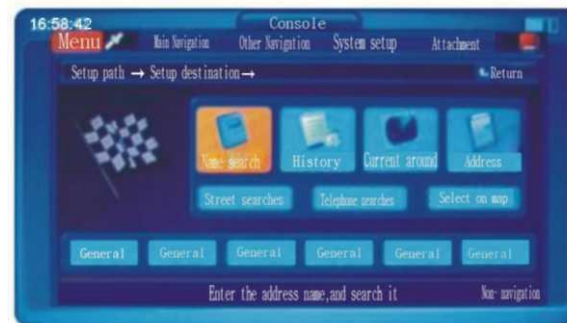 16:58:42 Console
Menu Main Navigation Other Navigation System setup Attachment
Setup path → Setup destination→ Return
Name search History Current around Address
Street searches Telephone searches Select on map
General General General General General General
Enter the address name,and search it Non- navigation